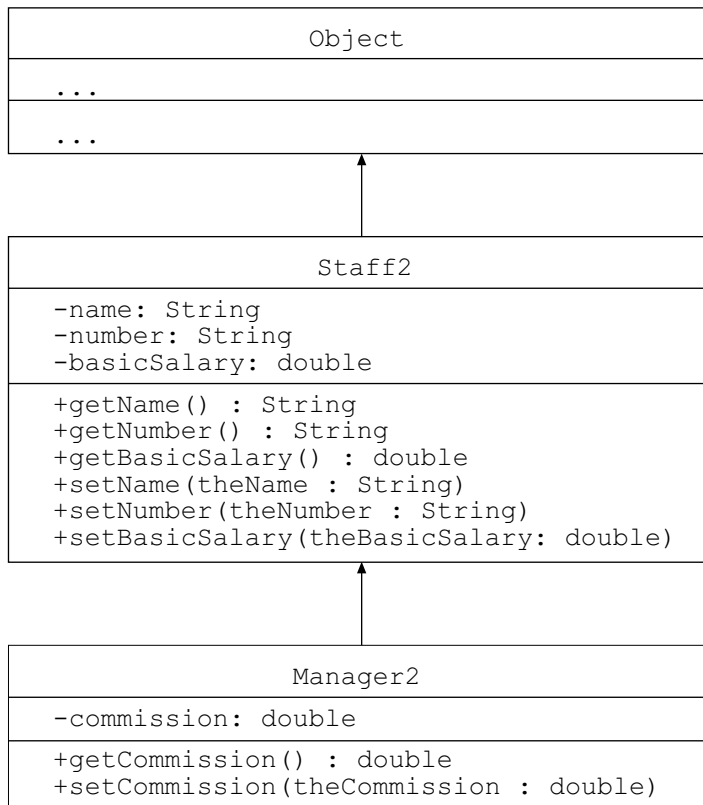 Object
...
...
Staff2
-name: String
-number: String
-basicSalary: double
+getName() : String
+getNumber() : String
+getBasicSalary() : double
+setName(theName : String)
+setNumber(theNumber : String)
+setBasicSalary(theBasicSalary: double)
Manager2
-commission: double
+getCommission() : double
+setCommission(theCommission : double)